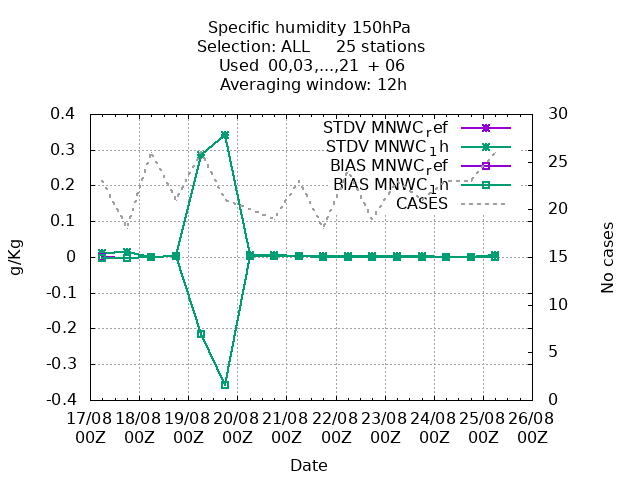 Specific humidity 150hPa
Selection: ALL 25 stations
Used 00,03,...,21 + 06
Averaging window: 12h
0.4
0.3
0.2
0.1
0
-0.1
-0.2
-0.3
-0.4
g/Kg
30
25
20
15
10
5
0
No cases
STDV MNWC_ref
STDV MNWC_1h
BIAS MNWC_ref
BIAS MNWC_1h
CASES
17/08 18/08 19/08 20/08 21/08 22/08 23/08 24/08 25/08 26/08
00Z 00Z 00Z 00Z 00Z 00Z 00Z 00Z 00Z 00Z
Date